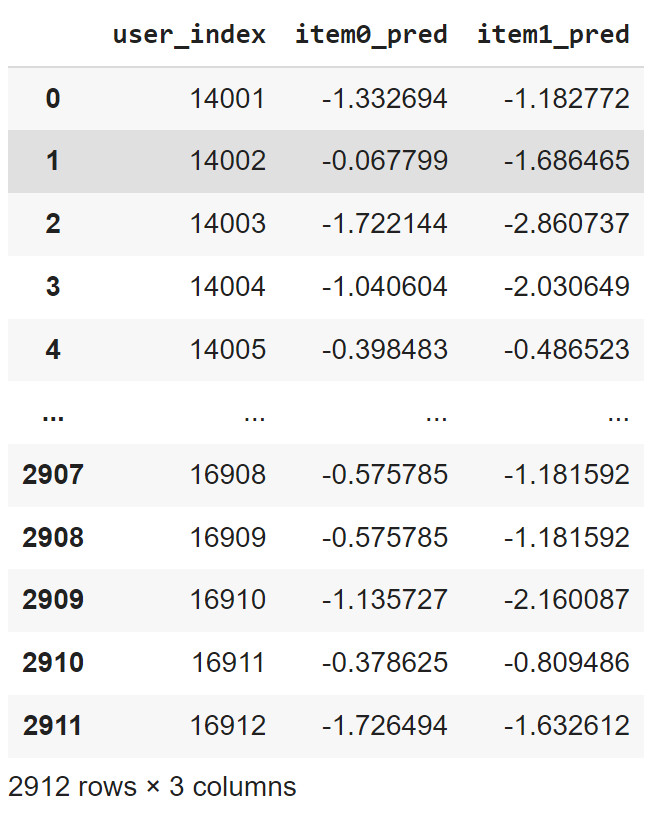 user_index item0_pred item1_pred
0 14001 -1.332694 -1.182772
1 14002 -0.067799 -1.686465
2 14003 -1.722144 -2.860737
3 14004 -1.040604 -2.030649
4 14005 -0.398483 -0.486523
... ... ... ...
2907 16908 -0.575785 -1.181592
2908 16909 -0.575785 -1.181592
2909 16910 -1.135727 -2.160087
2910 16911 -0.378625 -0.809486
2911 16912 -1.726494 -1.632612
2912 rows × 3 columns